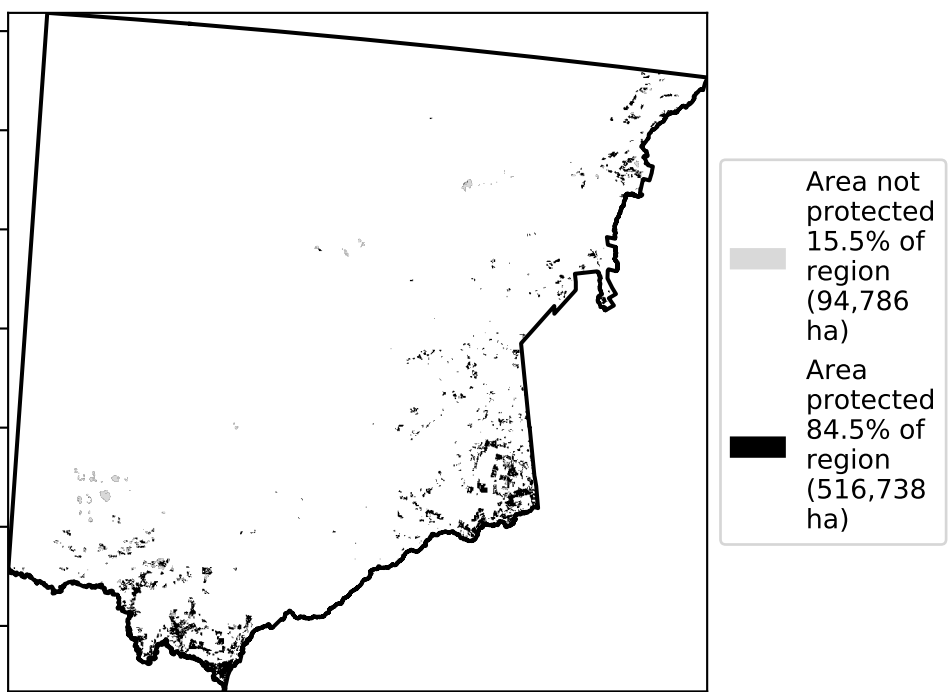 Area not
protected
15.5% of
region
(94,786
ha)
Area
protected
84.5% of
region
(516,738
ha)